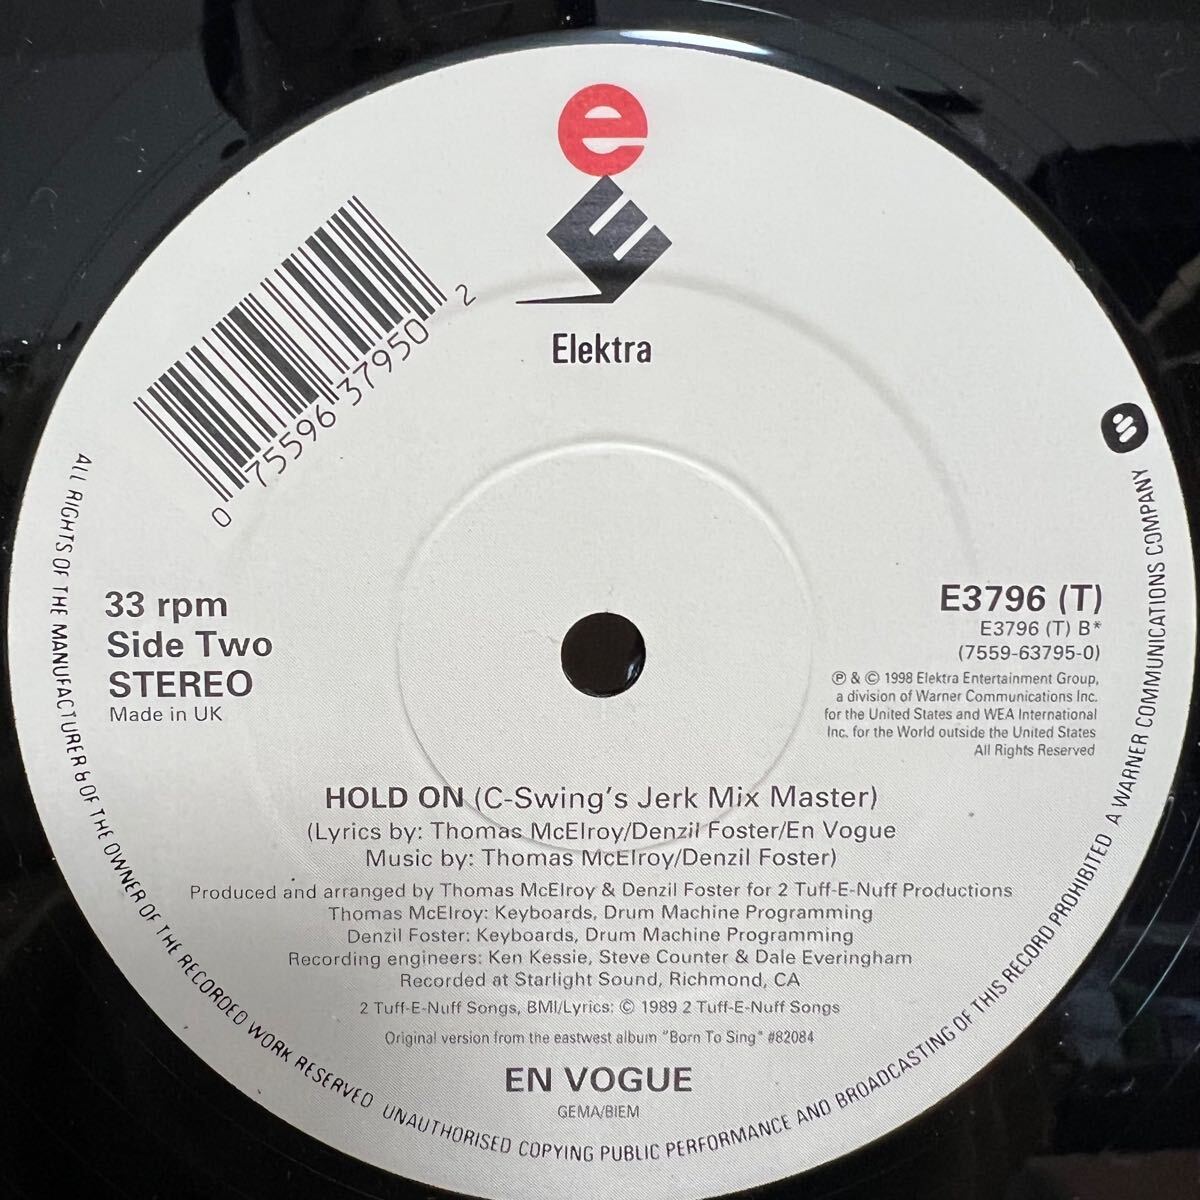 e
E
Elektra
0 75596 37950 2
33 rpm
Side Two
STEREO
Made in UK
E3796 (T)
E3796 (T) B*
(7559-63795-0)
℗ & © 1998 Elektra Entertainment Group,
a division of Warner Communications Inc.
for the United States and WEA International
Inc. for the World outside the United States
All Rights Reserved
HOLD ON (C-Swing's Jerk Mix Master)
(Lyrics by: Thomas McElroy/Denzil Foster/En Vogue
Music by: Thomas McElroy/Denzil Foster)
Produced and arranged by Thomas McElroy & Denzil Foster for 2 Tuff-E-Nuff Productions
Thomas McElroy: Keyboards, Drum Machine Programming
Denzil Foster: Keyboards, Drum Machine Programming
Recording engineers: Ken Kessie, Steve Counter & Dale Everingham
Recorded at Starlight Sound, Richmond, CA
2 Tuff-E-Nuff Songs, BMI/Lyrics: © 1989 2 Tuff-E-Nuff Songs
Original version from the eastwest album "Born To Sing" #82084
EN VOGUE
GEMA/BIEM
ALL RIGHTS OF THE MANUFACTURER & OF THE OWNER OF THE RECORDED WORK RESERVED UNAUTHORISED COPYING PUBLIC PERFORMANCE AND BROADCASTING OF THIS RECORD PROHIBITED A WARNER COMMUNICATIONS COMPANY